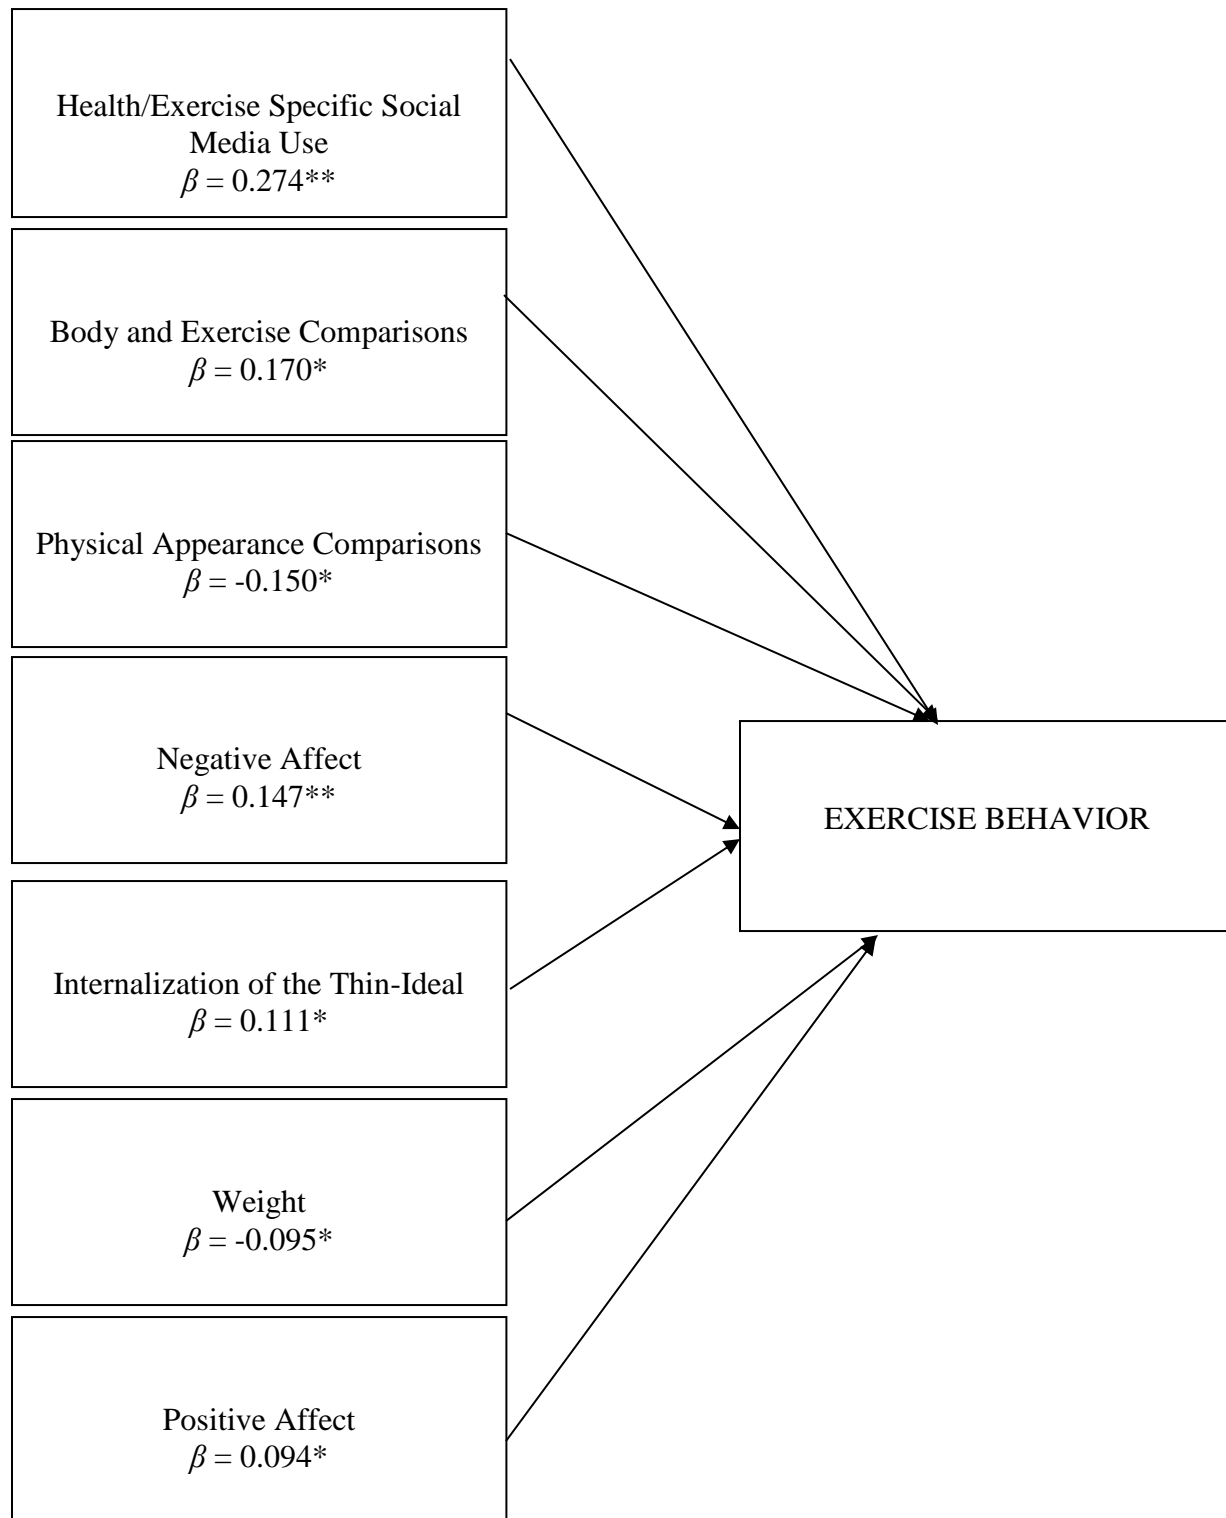 Health/Exercise Specific Social
Media Use
β = 0.274**
Body and Exercise Comparisons
β = 0.170*
Physical Appearance Comparisons
β = -0.150*
Negative Affect
β = 0.147**
EXERCISE BEHAVIOR
Internalization of the Thin-Ideal
β = 0.111*
Weight
β = -0.095*
Positive Affect
β = 0.094*